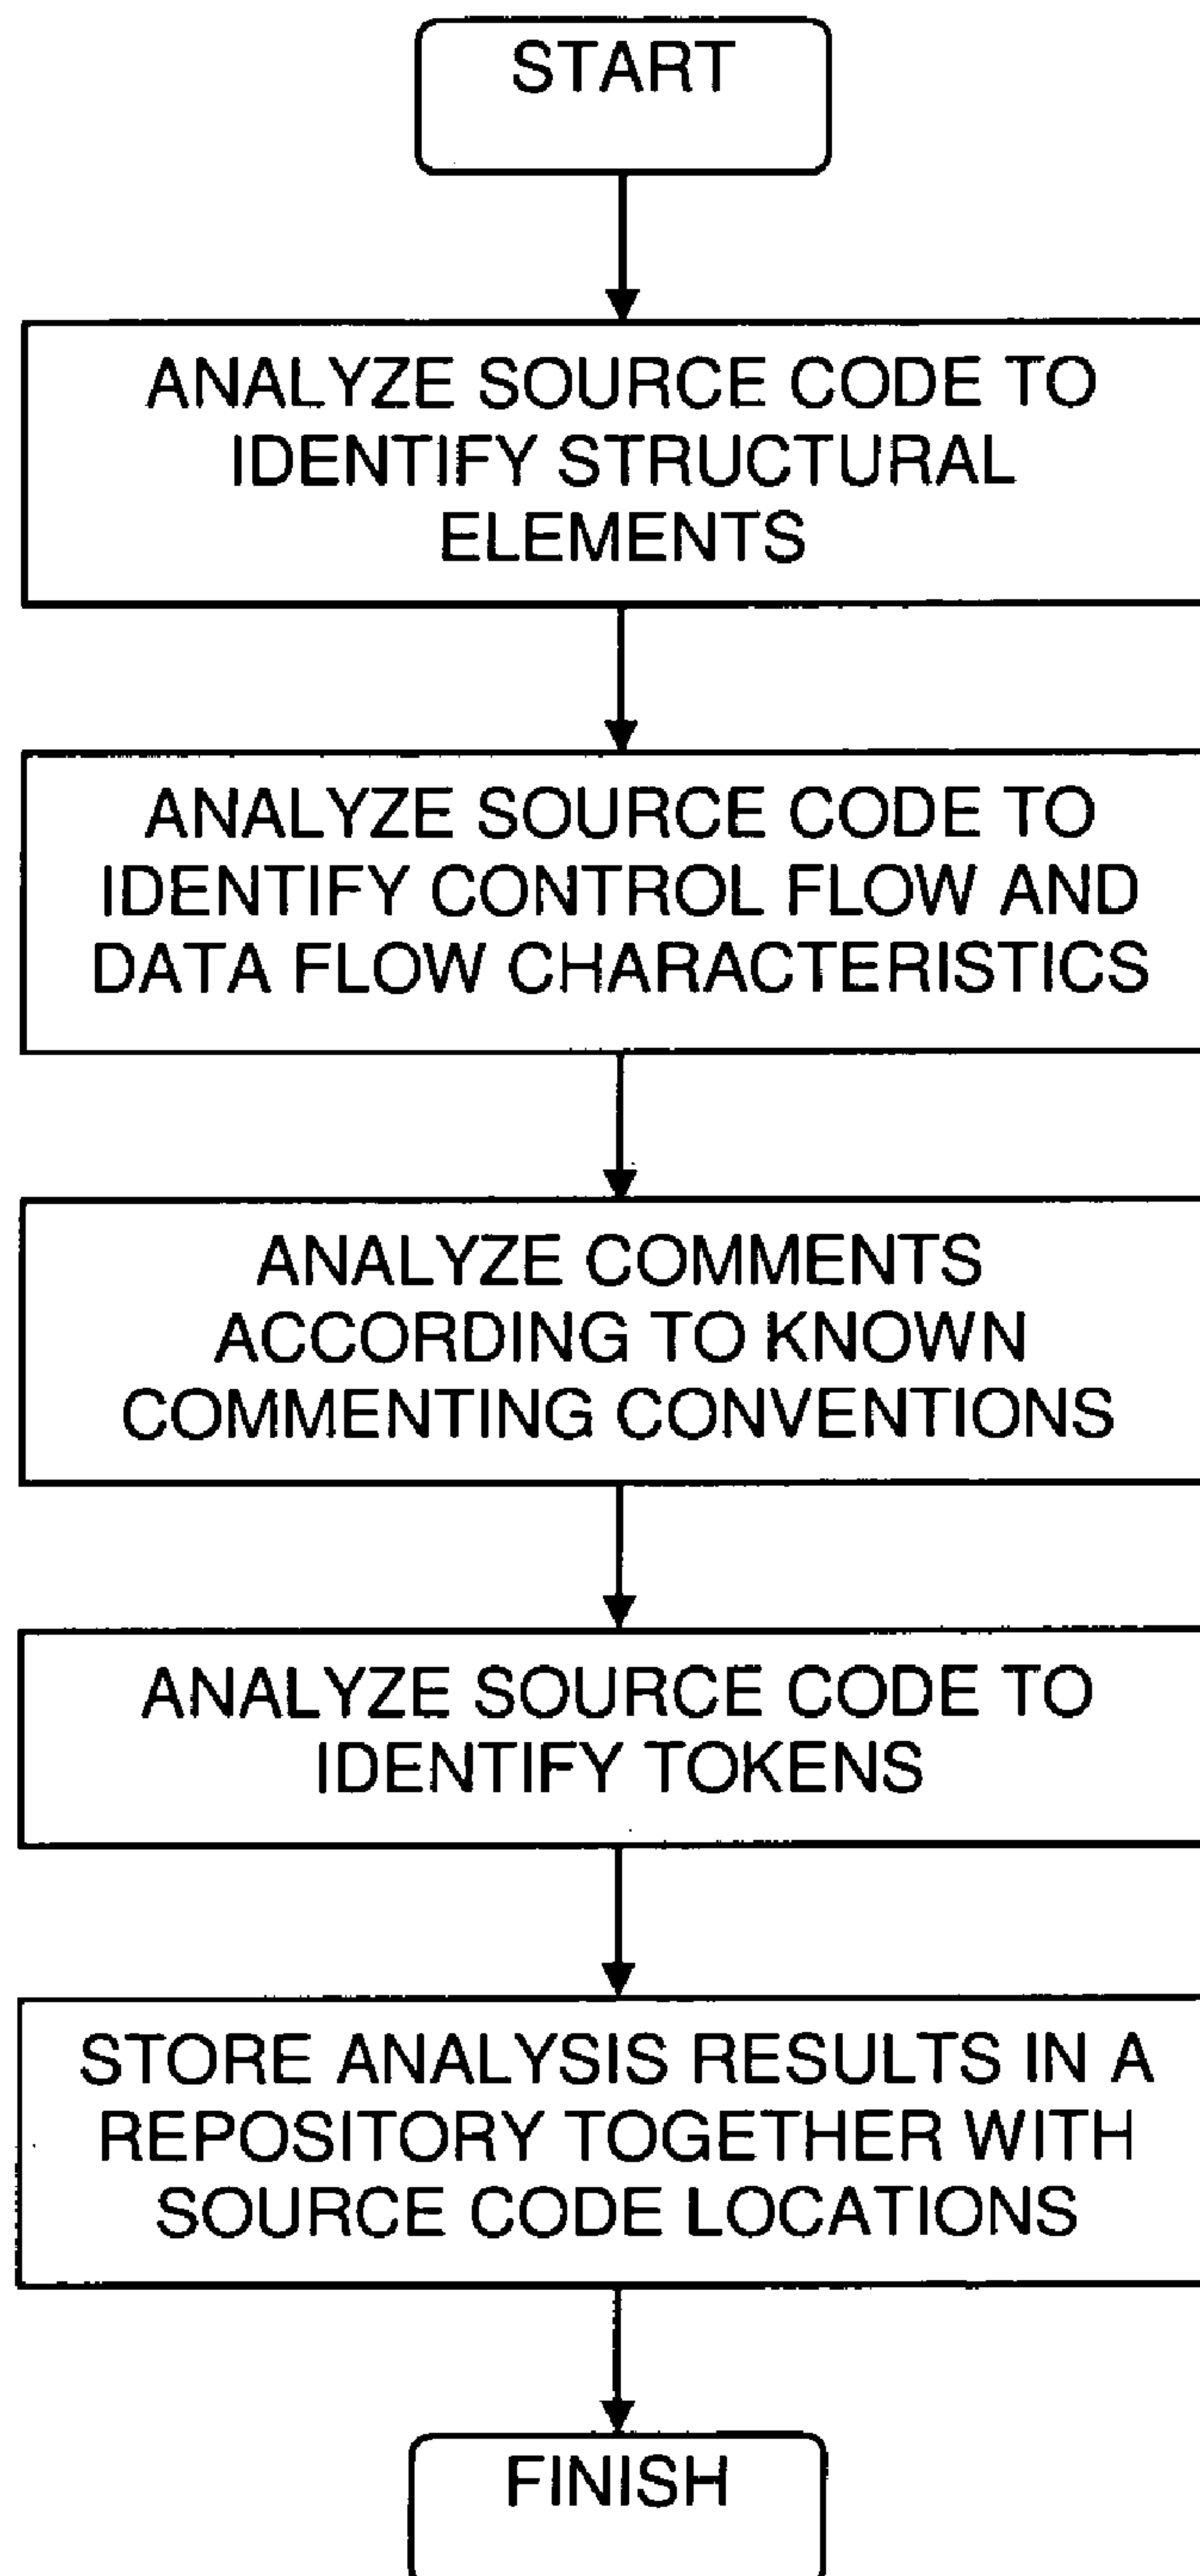 START
ANALYZE SOURCE CODE TO
IDENTIFY STRUCTURAL
ELEMENTS
ANALYZE SOURCE CODE TO
IDENTIFY CONTROL FLOW AND
DATA FLOW CHARACTERISTICS
ANALYZE COMMENTS
ACCORDING TO KNOWN
COMMENTING CONVENTIONS
ANALYZE SOURCE CODE TO
IDENTIFY TOKENS
STORE ANALYSIS RESULTS IN A
REPOSITORY TOGETHER WITH
SOURCE CODE LOCATIONS
FINISH